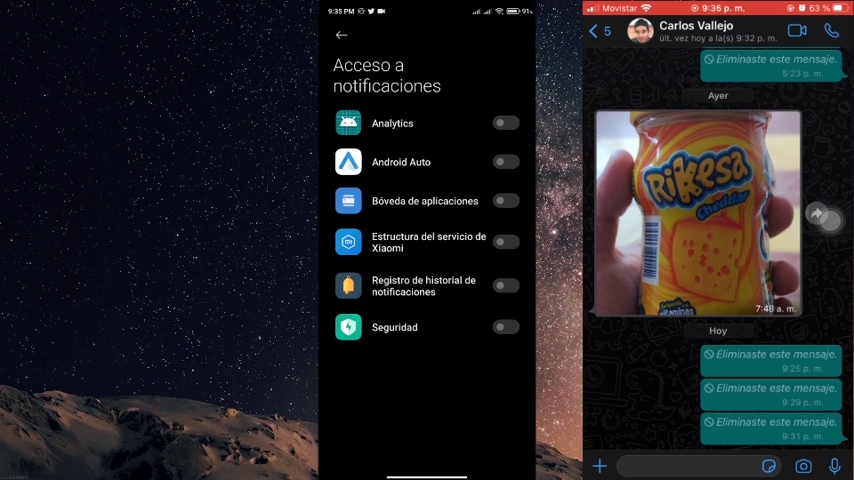 9:35 PM
91%
Acceso a
notificaciones
Analytics
Android Auto
Bóveda de aplicaciones
Estructura del servicio de
Xiaomi
Registro de historial de
notificaciones
Seguridad
Movistar
9:35 p. m.
63 %
5
Carlos Vallejo
últ. vez hoy a la(s) 9:32 p. m.
Eliminaste este mensaje.
5:23 p. m.
Ayer
Rikesa
Cheddar
vitaminas
7:48 a. m.
Hoy
Eliminaste este mensaje.
9:25 p. m.
Eliminaste este mensaje.
9:29 p. m.
Eliminaste este mensaje.
9:31 p. m.